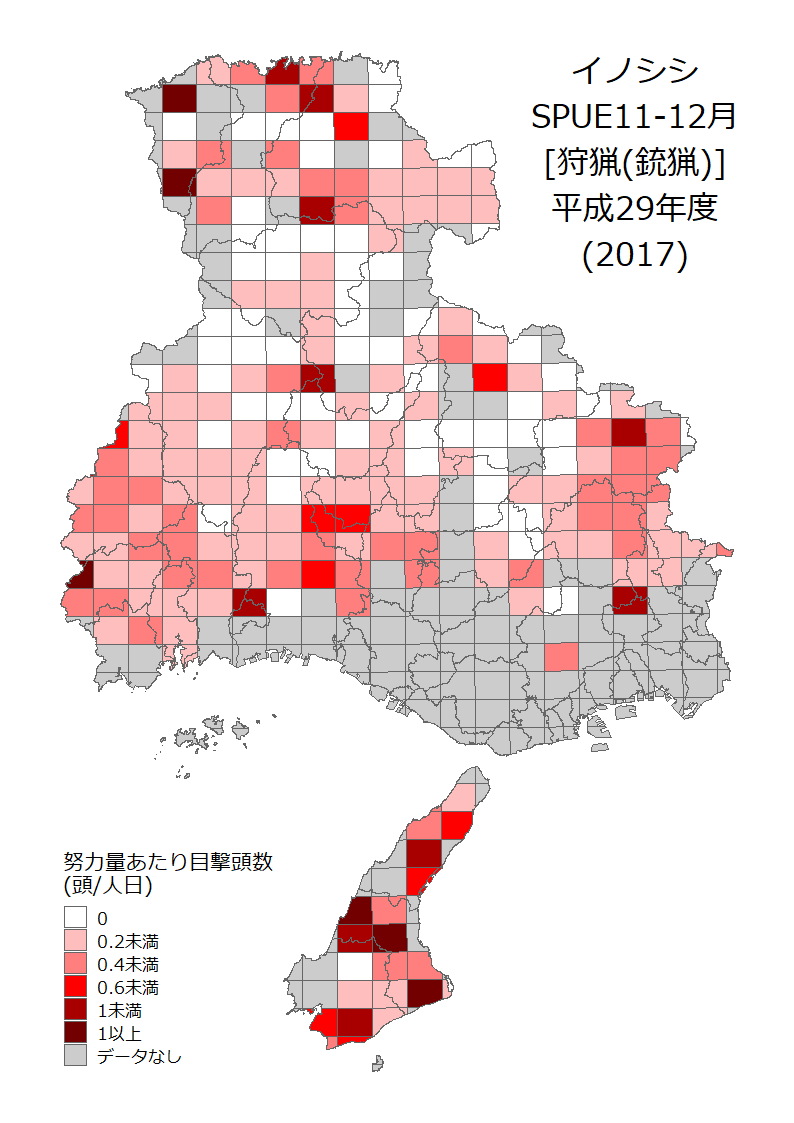 イノシシ
SPUE11-12月
[狩猟(銃猟)]
平成29年度
(2017)
努力量あたり目撃頭数
(頭/人日)
0
0.2未満
0.4未満
0.6未満
1未満
1以上
データなし